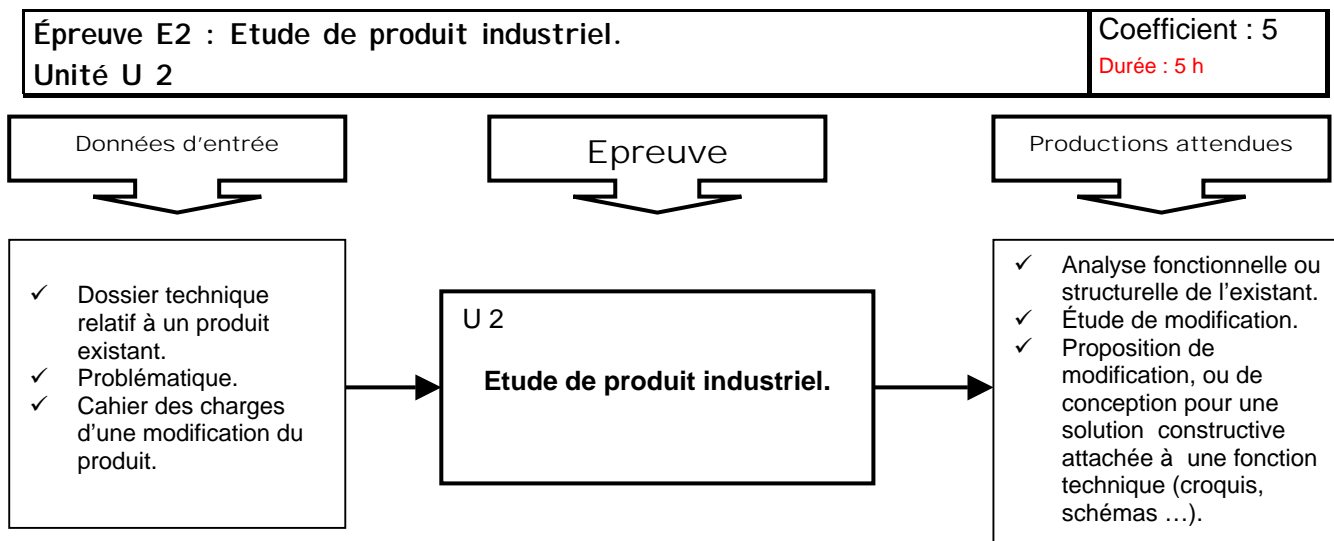 Épreuve E2 : Etude de produit industriel.
Unité U 2
Coefficient : 5
Durée : 5 h
Données d'entrée
Epreuve
Productions attendues
✓ Dossier technique
relatif à un produit
existant.
✓ Problématique.
✓ Cahier des charges
d'une modification du
produit.
U 2
Etude de produit industriel.
✓ Analyse fonctionnelle ou
structurelle de l'existant.
✓ Étude de modification.
✓ Proposition de
modification, ou de
conception pour une
solution constructive
attachée à une fonction
technique (croquis,
schémas …).